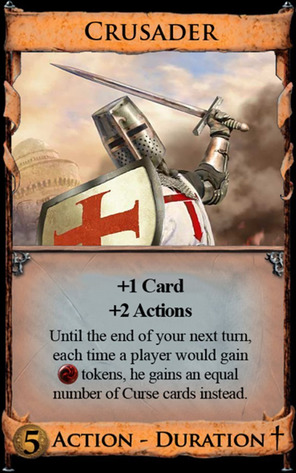 CRUSADER
+1 Card
+2 Actions
Until the end of your next turn,
each time a player would gain
tokens, he gains an equal
number of Curse cards instead.
5 ACTION - DURATION †